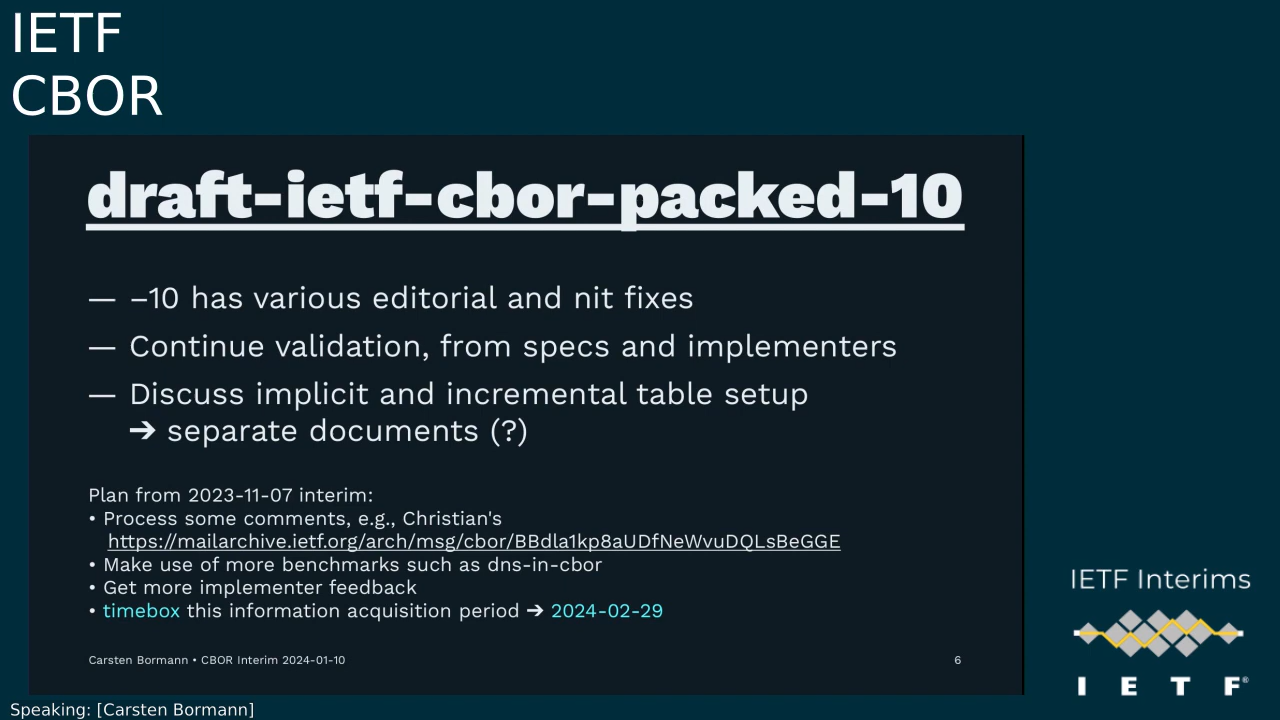 IETF
CBOR
draft-ietf-cbor-packed-10
— –10 has various editorial and nit fixes
— Continue validation, from specs and implementers
— Discuss implicit and incremental table setup
➔ separate documents (?)
Plan from 2023-11-07 interim:
• Process some comments, e.g., Christian's
https://mailarchive.ietf.org/arch/msg/cbor/BBdla1kp8aUDfNeWvuDQLsBeGGE
• Make use of more benchmarks such as dns-in-cbor
• Get more implementer feedback
• timebox this information acquisition period ➔ 2024-02-29
Carsten Bormann • CBOR Interim 2024-01-10
6
IETF Interims
I E T F®
Speaking: [Carsten Bormann]